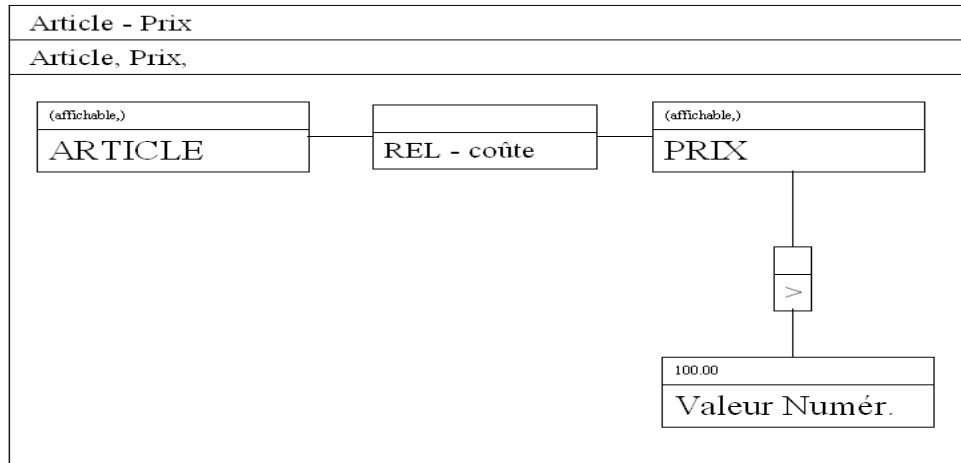 Article - Prix
Article, Prix,
(affichable,)
ARTICLE
REL - coûte
(affichable,)
PRIX
>
100.00
Valeur Numér.